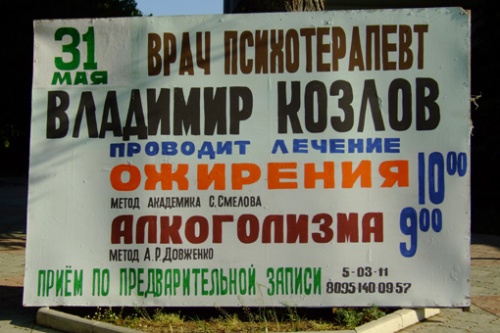 31 МАЯ
ВРАЧ ПСИХОТЕРАПЕВТ
ВЛАДИМИР КОЗЛОВ
ПРОВОДИТ ЛЕЧЕНИЕ
ОЖИРЕНИЯ 10⁰⁰
МЕТОД АКАДЕМИКА С.СМЕЛОВА
АЛКОГОЛИЗМА 9⁰⁰
МЕТОД А.Р.ДОВЖЕНКО
ПРИЁМ ПО ПРЕДВАРИТЕЛЬНОЙ ЗАПИСИ 5-03-11
8095 140 09 57